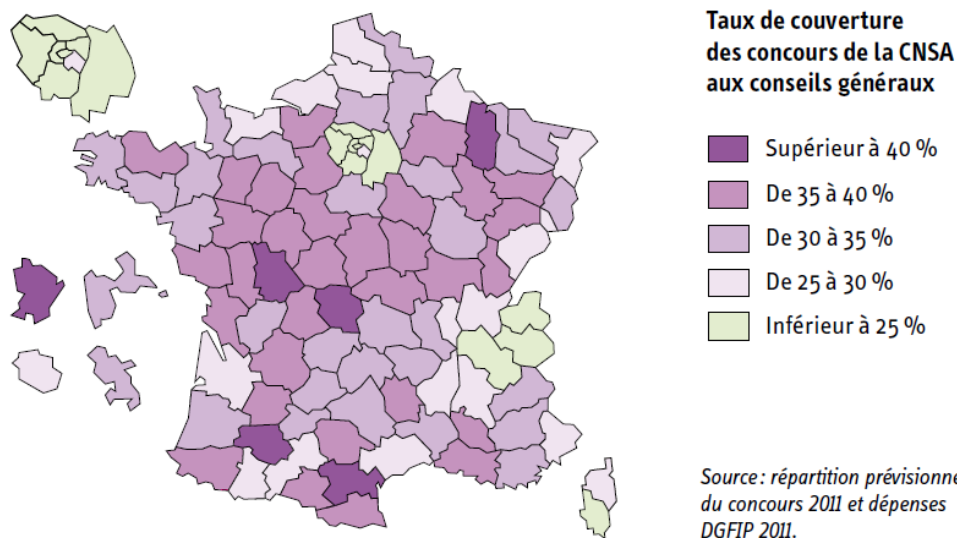 Taux de couverture
des concours de la CNSA
aux conseils généraux
Supérieur à 40 %
De 35 à 40 %
De 30 à 35 %
De 25 à 30 %
Inférieur à 25 %
Source : répartition prévisionne
du concours 2011 et dépenses
DGFIP 2011.